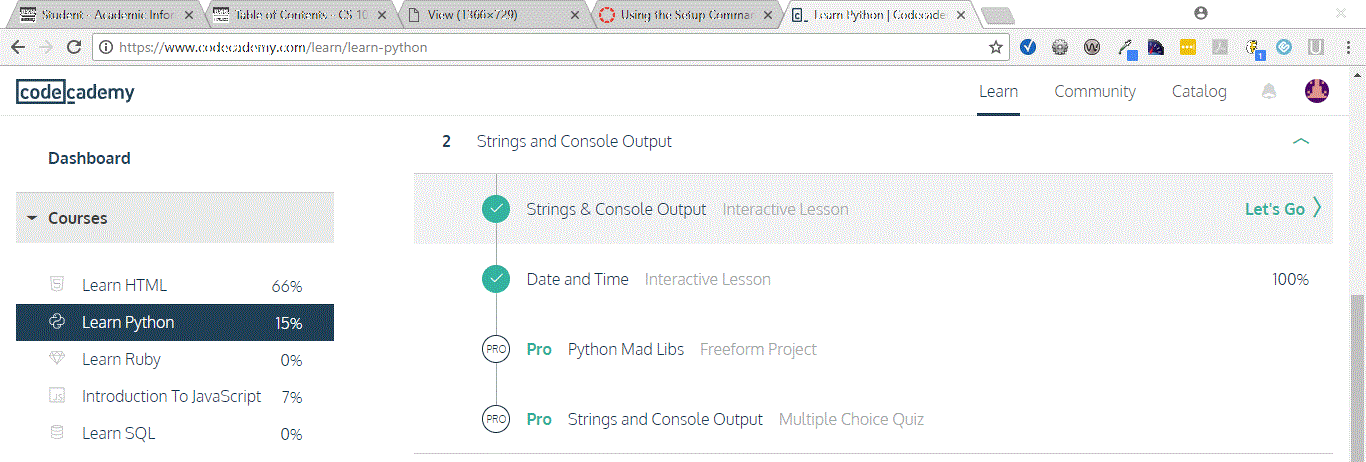 Student - Academic Infor
Table of Contents - CS 10
View (1366×729)
Using the Setup Comman
Learn Python | Codecade
https://www.codecademy.com/learn/learn-python
1
codecademy
Learn
Community
Catalog
Dashboard
Courses
Learn HTML 66%
Learn Python 15%
Learn Ruby 0%
JS Introduction To JavaScript 7%
Learn SQL 0%
2 Strings and Console Output
Strings & Console Output Interactive Lesson Let's Go
Date and Time Interactive Lesson 100%
PRO Pro Python Mad Libs Freeform Project
PRO Pro Strings and Console Output Multiple Choice Quiz